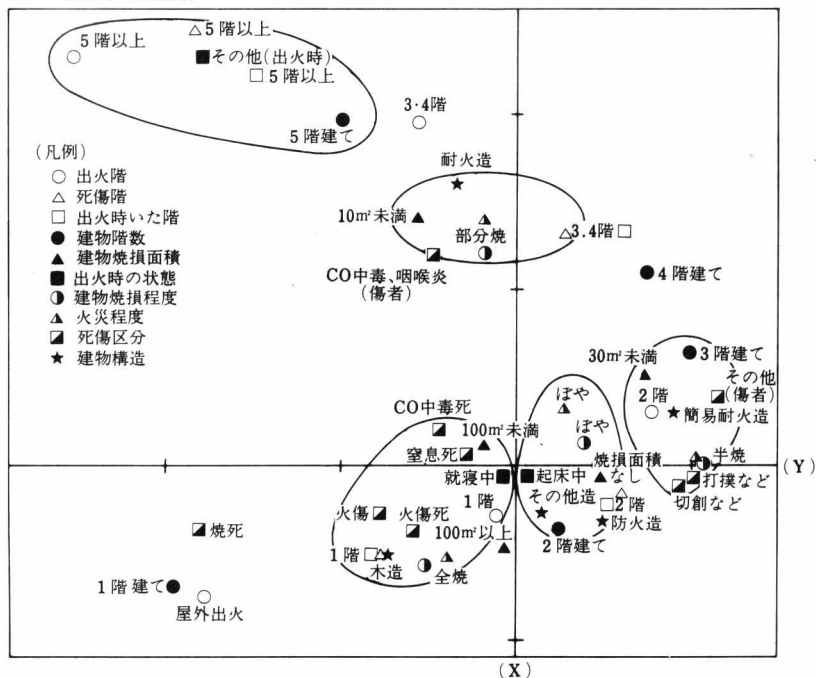 5階以上
5階以上
その他(出火時)
5階以上
3・4階
5階建て
(凡例)
出火階
死傷階
出火時いた階
建物階数
建物焼損面積
出火時の状態
建物焼損程度
火災程度
死傷区分
建物構造
耐火造
10㎡未満
部分焼
3.4階
CO中毒、咽喉炎
(傷者)
4階建て
3階建て
30㎡未満
その他
(傷者)
2階
簡易耐火造
ぼや
ぼや
CO中毒死
100㎡未満
窒息死
半焼
(Y)
焼損面積
なし
就寝中
起床中
打撲など
切創など
その他造
1階
2階
防火造
火傷
火傷死
焼死
100㎡以上
2階建て
1階
木造
全焼
1階建て
屋外出火
(X)